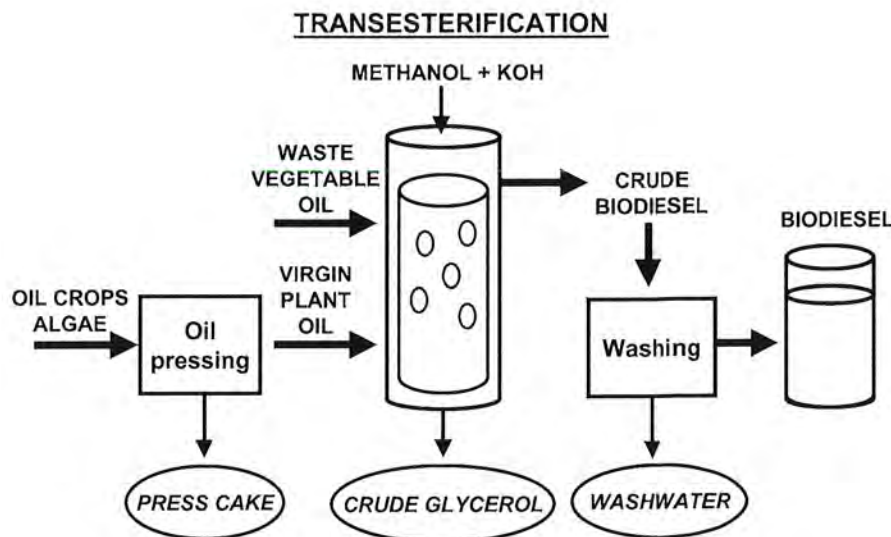 TRANSESTERIFICATION
METHANOL + KOH
WASTE
VEGETABLE
OIL
CRUDE
BIODIESEL
BIODIESEL
OIL CROPS
ALGAE
Oil
pressing
VIRGIN
PLANT
OIL
Washing
PRESS CAKE
CRUDE GLYCEROL
WASHWATER